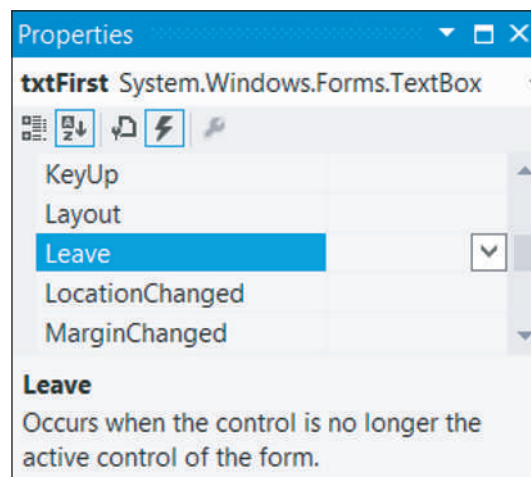 Properties
txtFirst System.Windows.Forms.TextBox
KeyUp
Layout
Leave
LocationChanged
MarginChanged
Leave
Occurs when the control is no longer the
active control of the form.